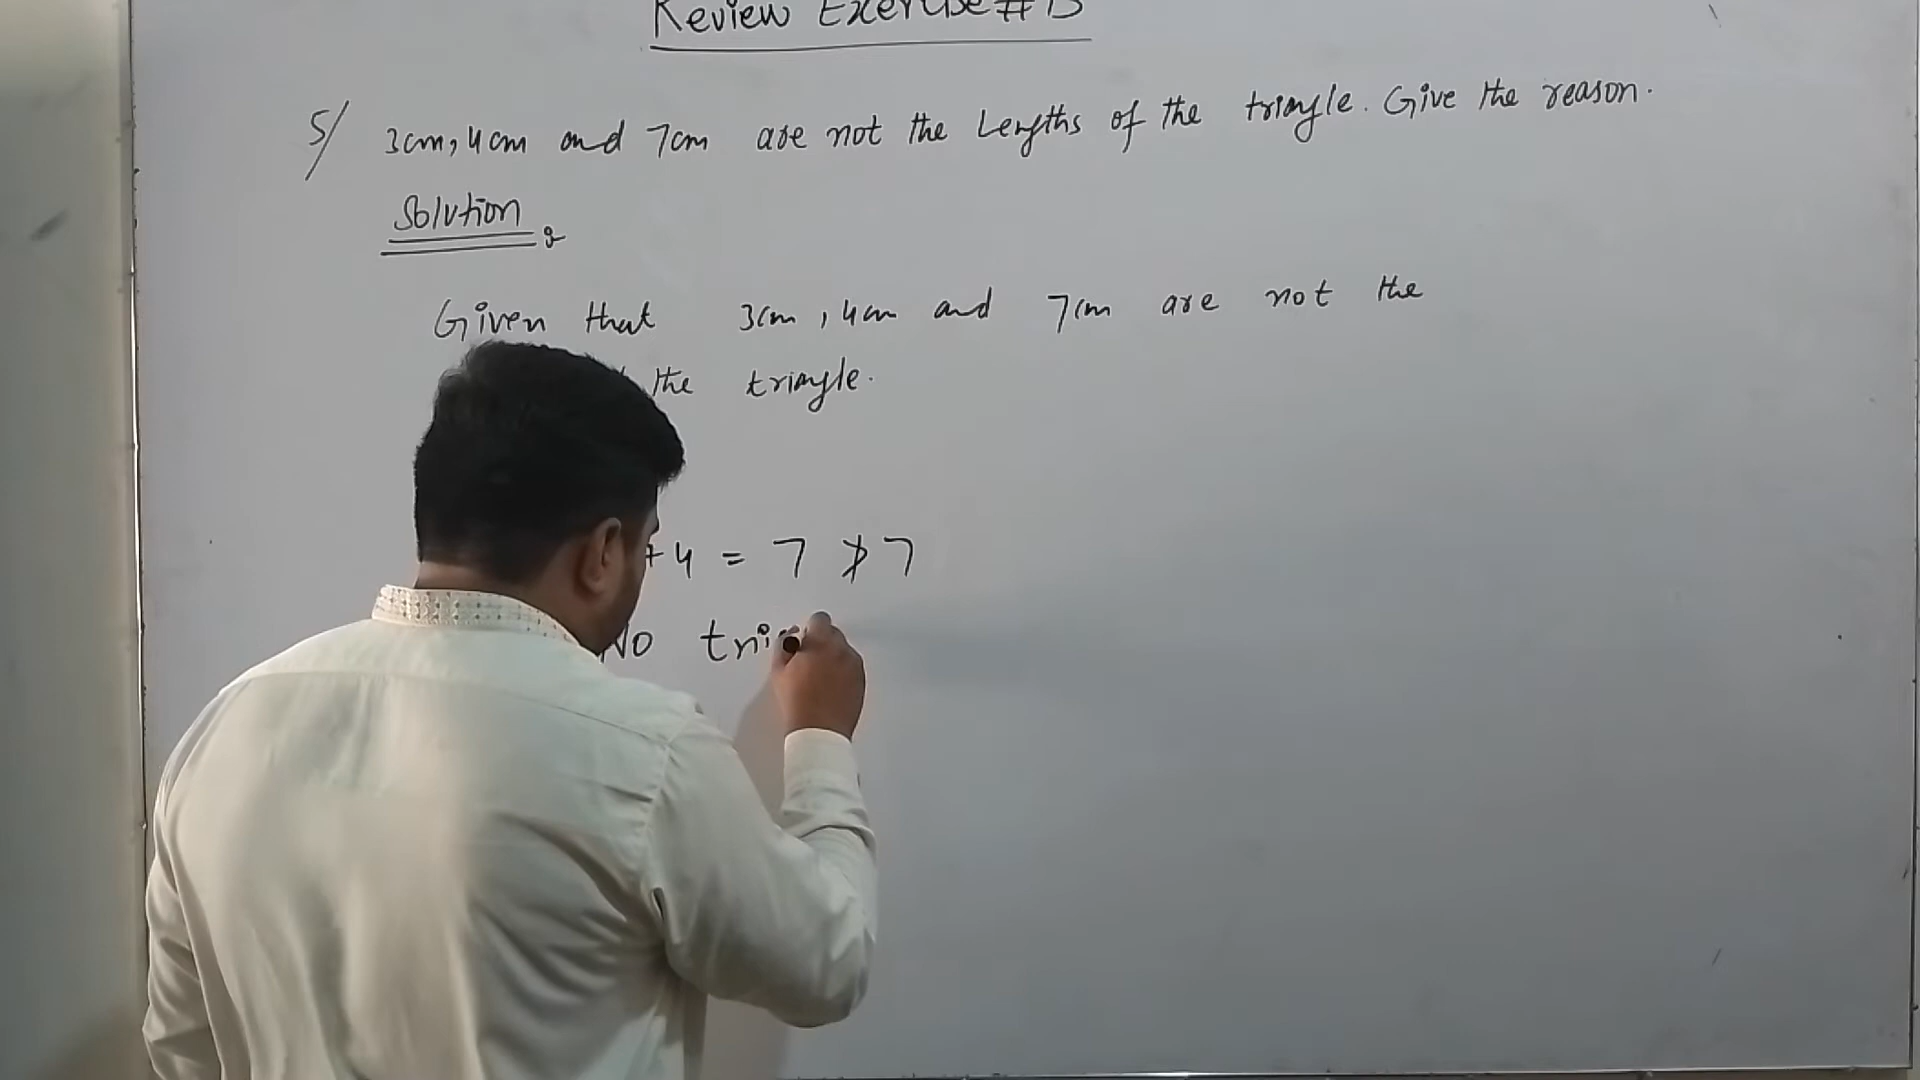 Review Exercise # 13
5/ 3cm, 4cm and 7cm are not the Lengths of the triangle. Give the reason.
Solution
Given that 3cm, 4cm and 7cm are not the
the triangle.
+4 = 7 ≯ 7
No tri